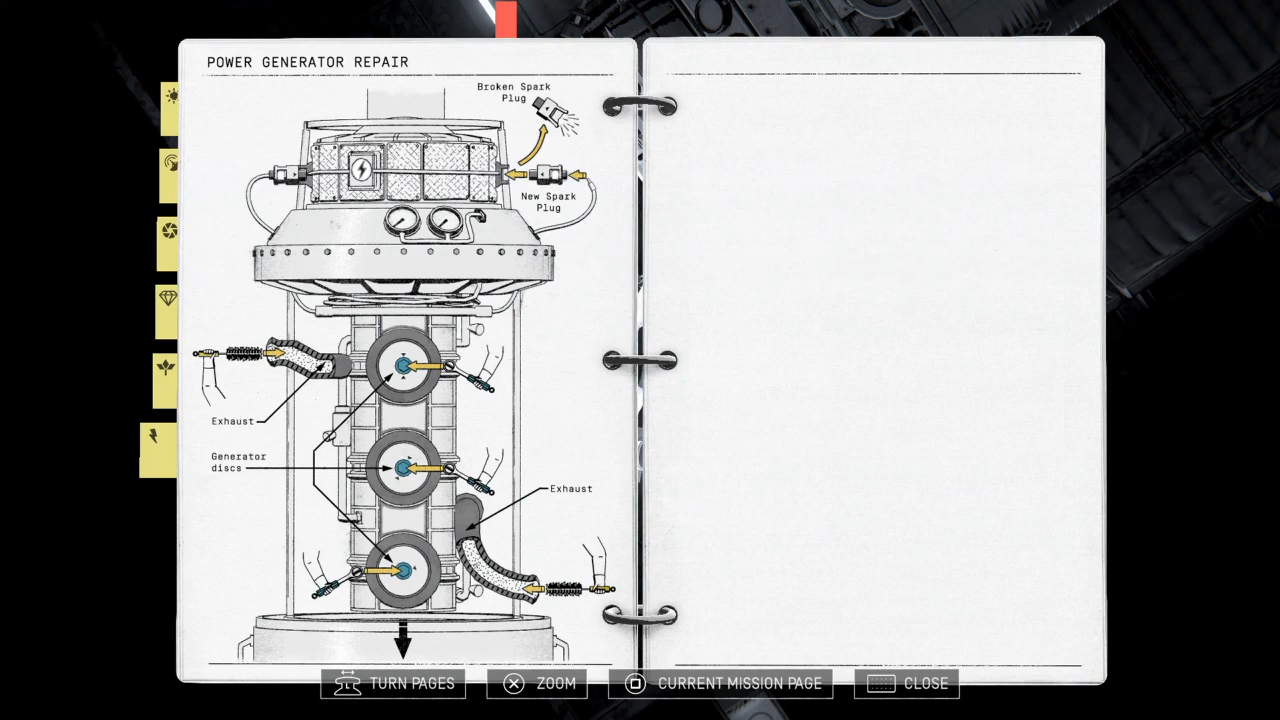 POWER GENERATOR REPAIR
Broken Spark
Plug
New Spark
Plug
Exhaust
Generator
discs
Exhaust
L
TURN PAGES
ZOOM
CURRENT MISSION PAGE
CLOSE